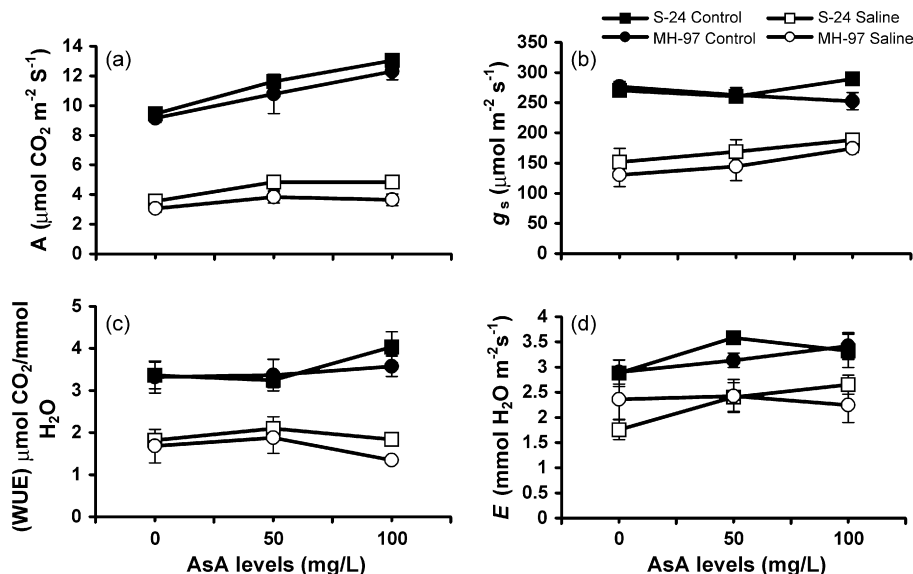 S-24 Control
S-24 Saline
MH-97 Control
MH-97 Saline
(a)
A (μmol CO₂ m⁻² s⁻¹)
14
12
10
8
6
4
2
0
(b)
gₛ (μmol m⁻² s⁻¹)
350
300
250
200
150
100
50
0
(c)
(WUE) μmol CO₂/mmol
H₂O
5
4
3
2
1
0
0
50
100
AsA levels (mg/L)
(d)
E (mmol H₂O m⁻²s⁻¹)
4
3.5
3
2.5
2
1.5
1
0.5
0
0
50
100
AsA levels (mg/L)